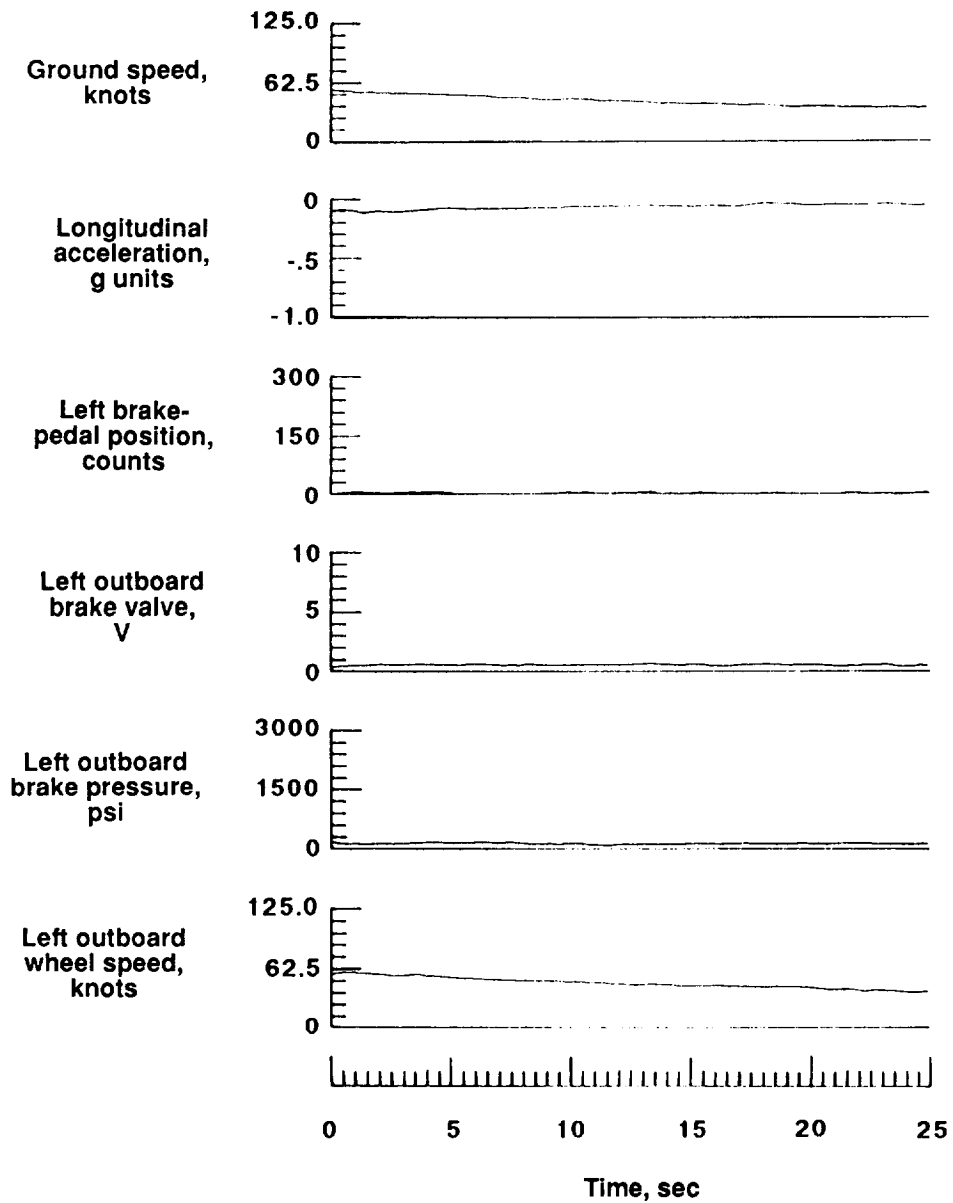 Ground speed,
knots
125.0
62.5
0
Longitudinal
acceleration,
g units
0
-.5
-1.0
Left brake-
pedal position,
counts
300
150
0
Left outboard
brake valve,
V
10
5
0
Left outboard
brake pressure,
psi
3000
1500
0
Left outboard
wheel speed,
knots
125.0
62.5
0
0 5 10 15 20 25
Time, sec